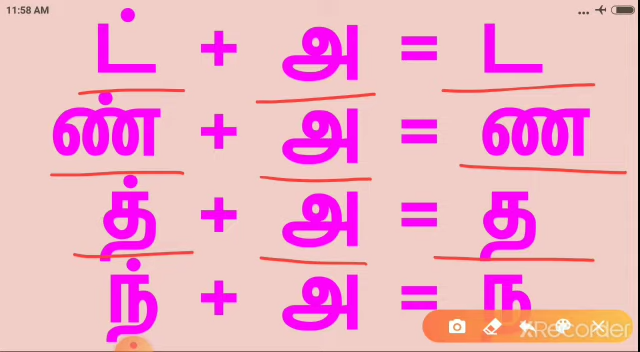 11:58 AM
ட் + அ = ட
ண் + அ = ண
த் + அ = த
ந் + அ = ந
XRecorder